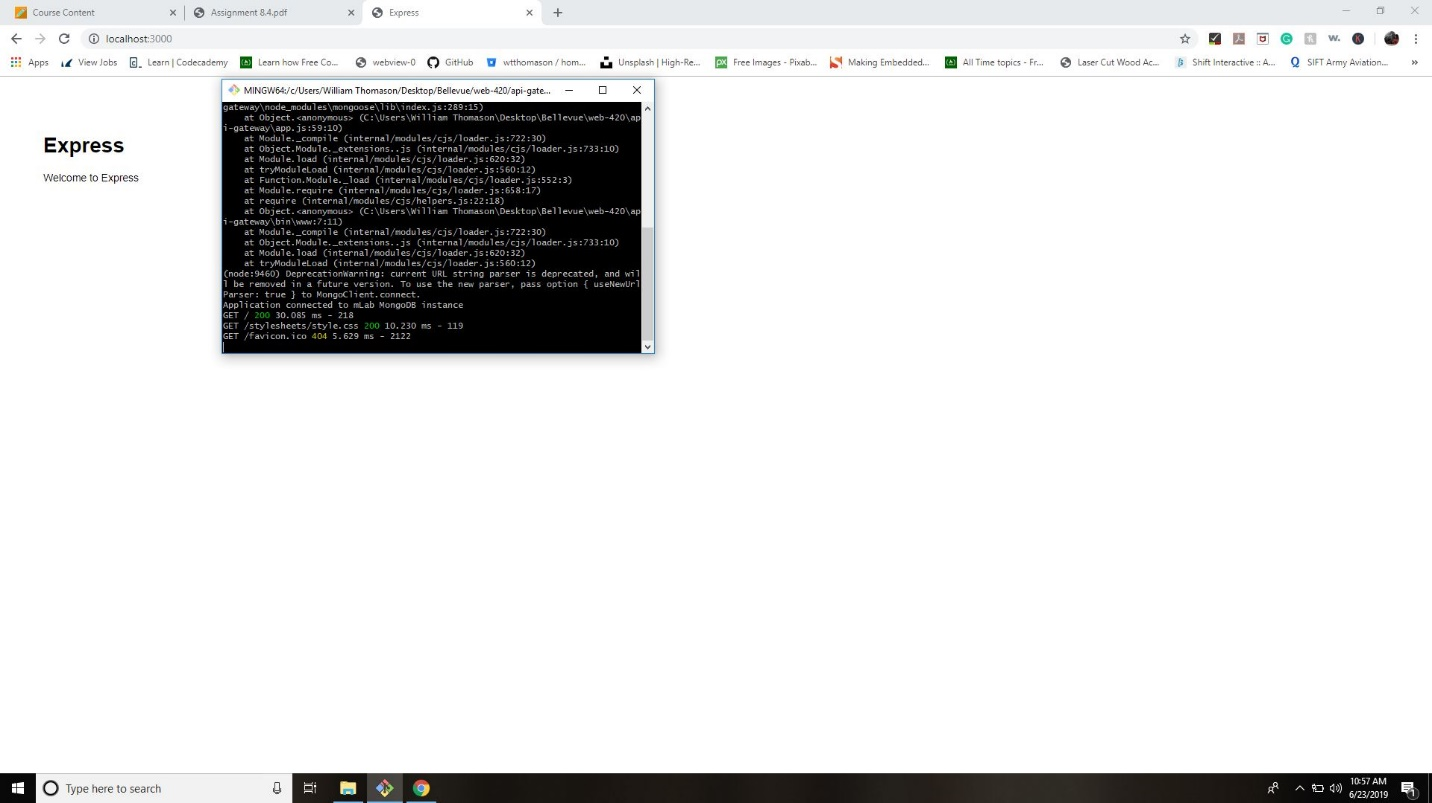 Course Content
Assignment 8.4.pdf
Express
localhost:3000
Apps
View Jobs
Learn | Codecademy
Learn how Free Co...
webview-0
GitHub
wtthomason / hom...
Unsplash | High-Re...
Free Images - Pixab...
Making Embedded...
All Time topics - Fr...
Laser Cut Wood Ac...
Shift Interactive :: A...
SIFT Army Aviation...
Express
Welcome to Express
MINGW64:/c/Users/William Thomason/Desktop/Bellevue/web-420/api-gate...
gateway\node_modules\mongoose\lib\index.js:289:15)
at Object.<anonymous> (C:\Users\William Thomason\Desktop\Bellevue\web-420\ap
i-gateway\app.js:59:10)
at Module._compile (internal/modules/cjs/loader.js:722:30)
at Object.Module._extensions..js (internal/modules/cjs/loader.js:733:10)
at Module.load (internal/modules/cjs/loader.js:620:32)
at tryModuleLoad (internal/modules/cjs/loader.js:560:12)
at Function.Module._load (internal/modules/cjs/loader.js:552:3)
at Module.require (internal/modules/cjs/loader.js:658:17)
at require (internal/modules/cjs/helpers.js:22:18)
at Object.<anonymous> (C:\Users\William Thomason\Desktop\Bellevue\web-420\ap
i-gateway\bin\www:7:11)
at Module._compile (internal/modules/cjs/loader.js:722:30)
at Object.Module._extensions..js (internal/modules/cjs/loader.js:733:10)
at Module.load (internal/modules/cjs/loader.js:620:32)
at tryModuleLoad (internal/modules/cjs/loader.js:560:12)
(node:9460) DeprecationWarning: current URL string parser is deprecated, and wil
l be removed in a future version. To use the new parser, pass option { useNewUrl
Parser: true } to MongoClient.connect.
Application connected to mLab MongoDB instance
GET / 200 30.085 ms - 218
GET /stylesheets/style.css 200 10.230 ms - 119
GET /favicon.ico 404 5.629 ms - 2122
Type here to search
10:57 AM
6/23/2019